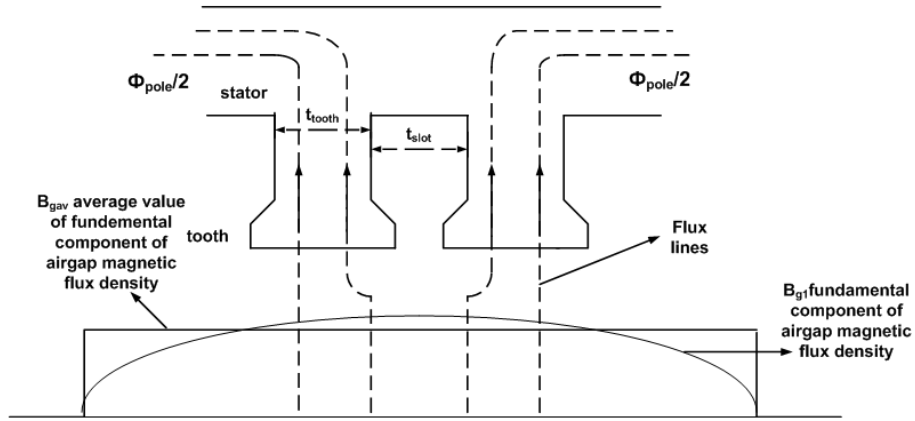 Φpole/2
stator
ttooth
tslot
Φpole/2
Bgav average value
of fundemental
component of
airgap magnetic
flux density
tooth
Flux
lines
Bg1fundamental
component of
airgap magnetic
flux density